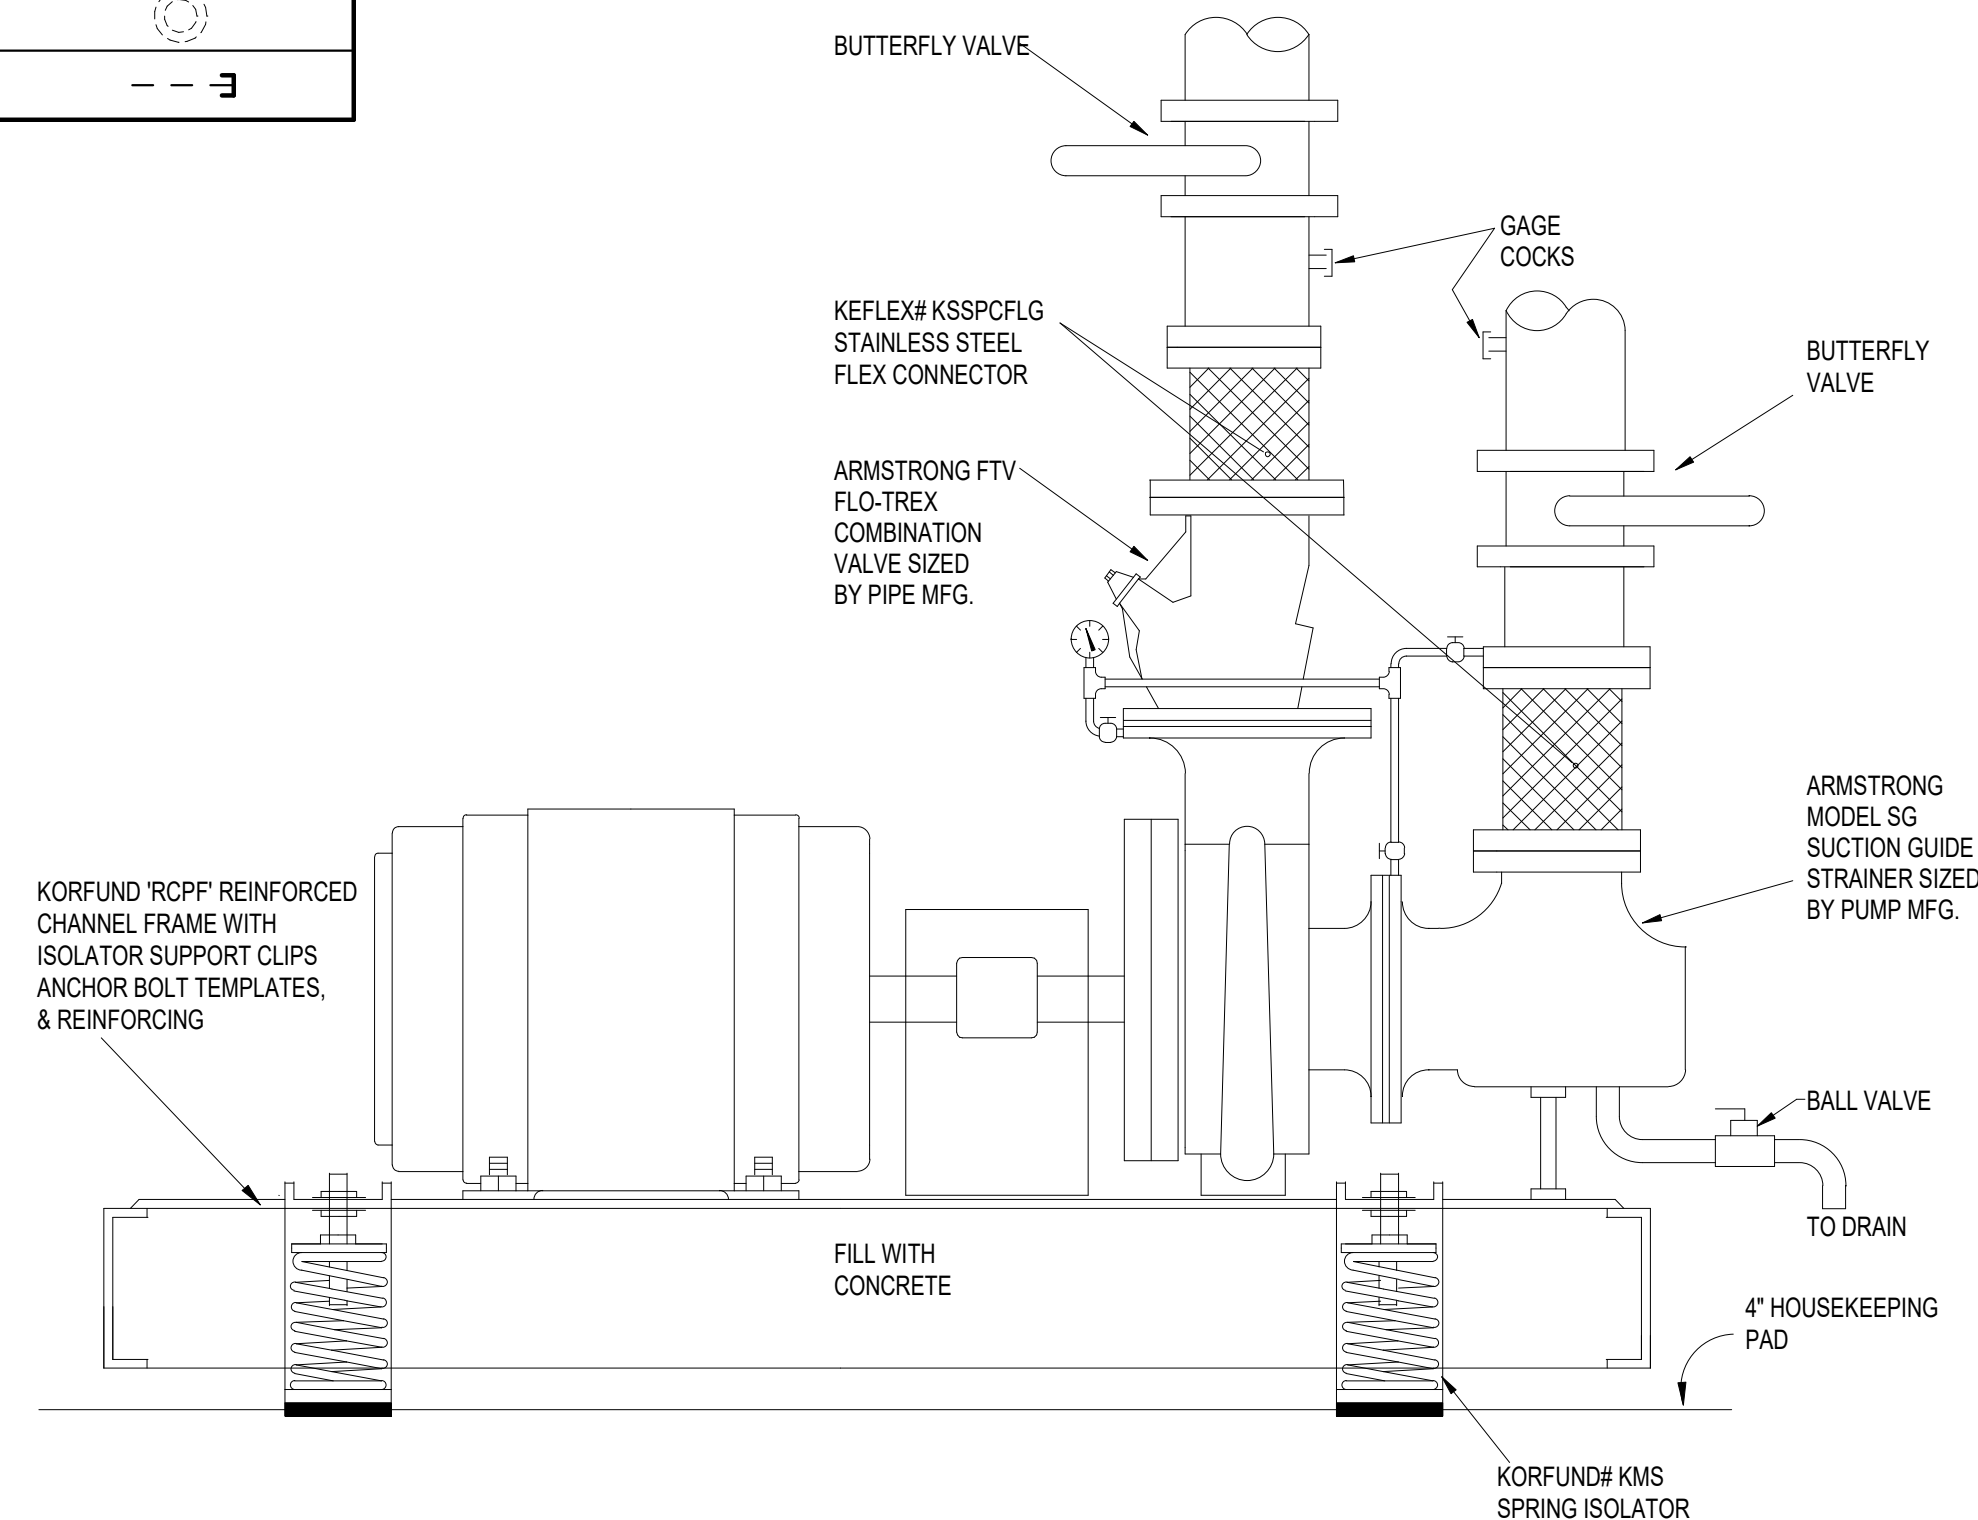 BUTTERFLY VALVE
GAGE
COCKS
KEFLEX# KSSPCFLG
STAINLESS STEEL
FLEX CONNECTOR
BUTTERFLY
VALVE
ARMSTRONG FTV
FLO-TREX
COMBINATION
VALVE SIZED
BY PIPE MFG.
ARMSTRONG
MODEL SG
SUCTION GUIDE
STRAINER SIZED
BY PUMP MFG.
KORFUND 'RCPF' REINFORCED
CHANNEL FRAME WITH
ISOLATOR SUPPORT CLIPS
ANCHOR BOLT TEMPLATES,
& REINFORCING
BALL VALVE
TO DRAIN
FILL WITH
CONCRETE
4" HOUSEKEEPING
PAD
KORFUND# KMS
SPRING ISOLATOR